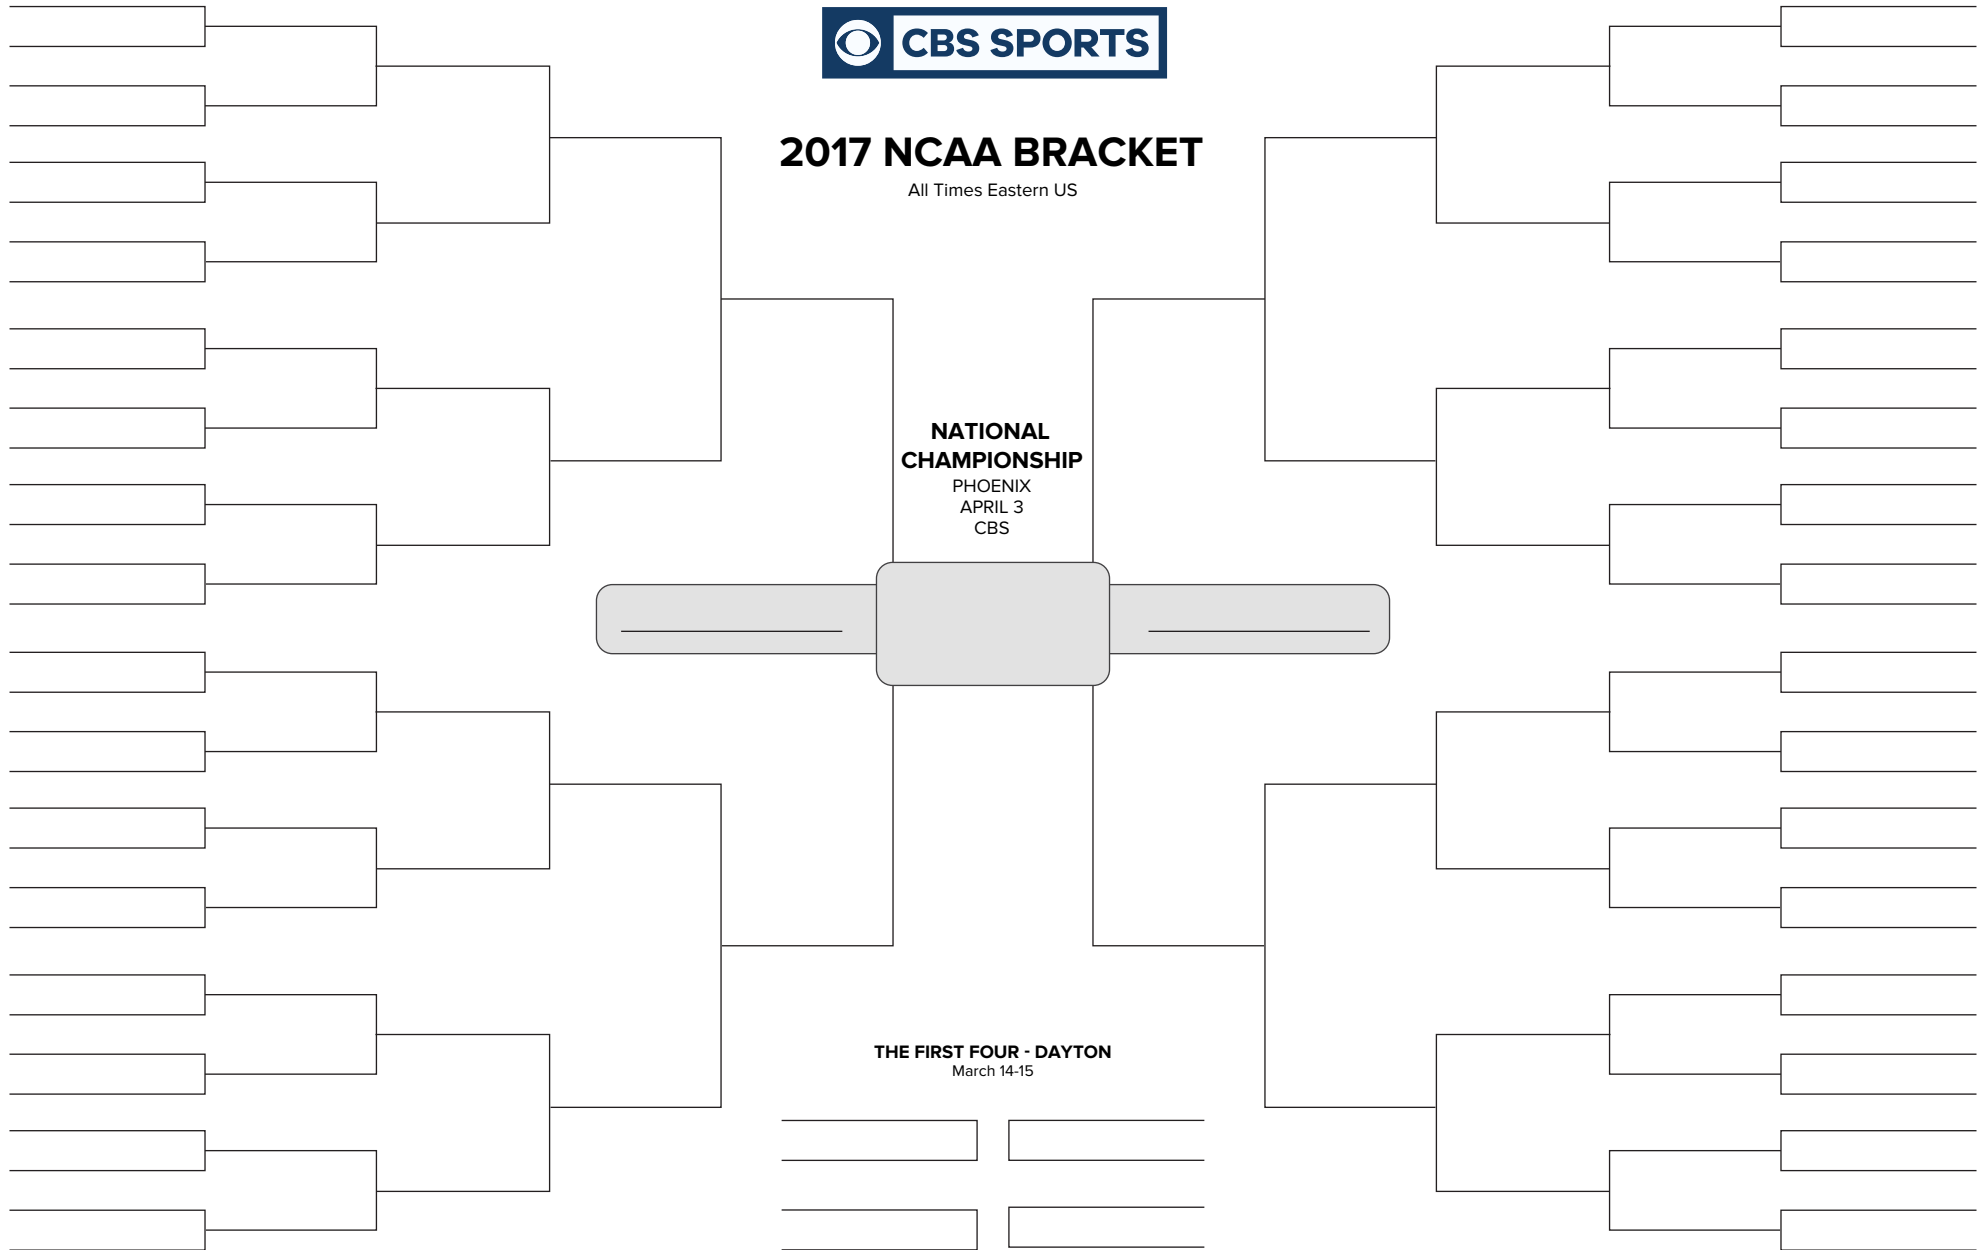 CBS SPORTS
2017 NCAA BRACKET
All Times Eastern US
NATIONAL
CHAMPIONSHIP
PHOENIX
APRIL 3
CBS
THE FIRST FOUR - DAYTON
March 14-15